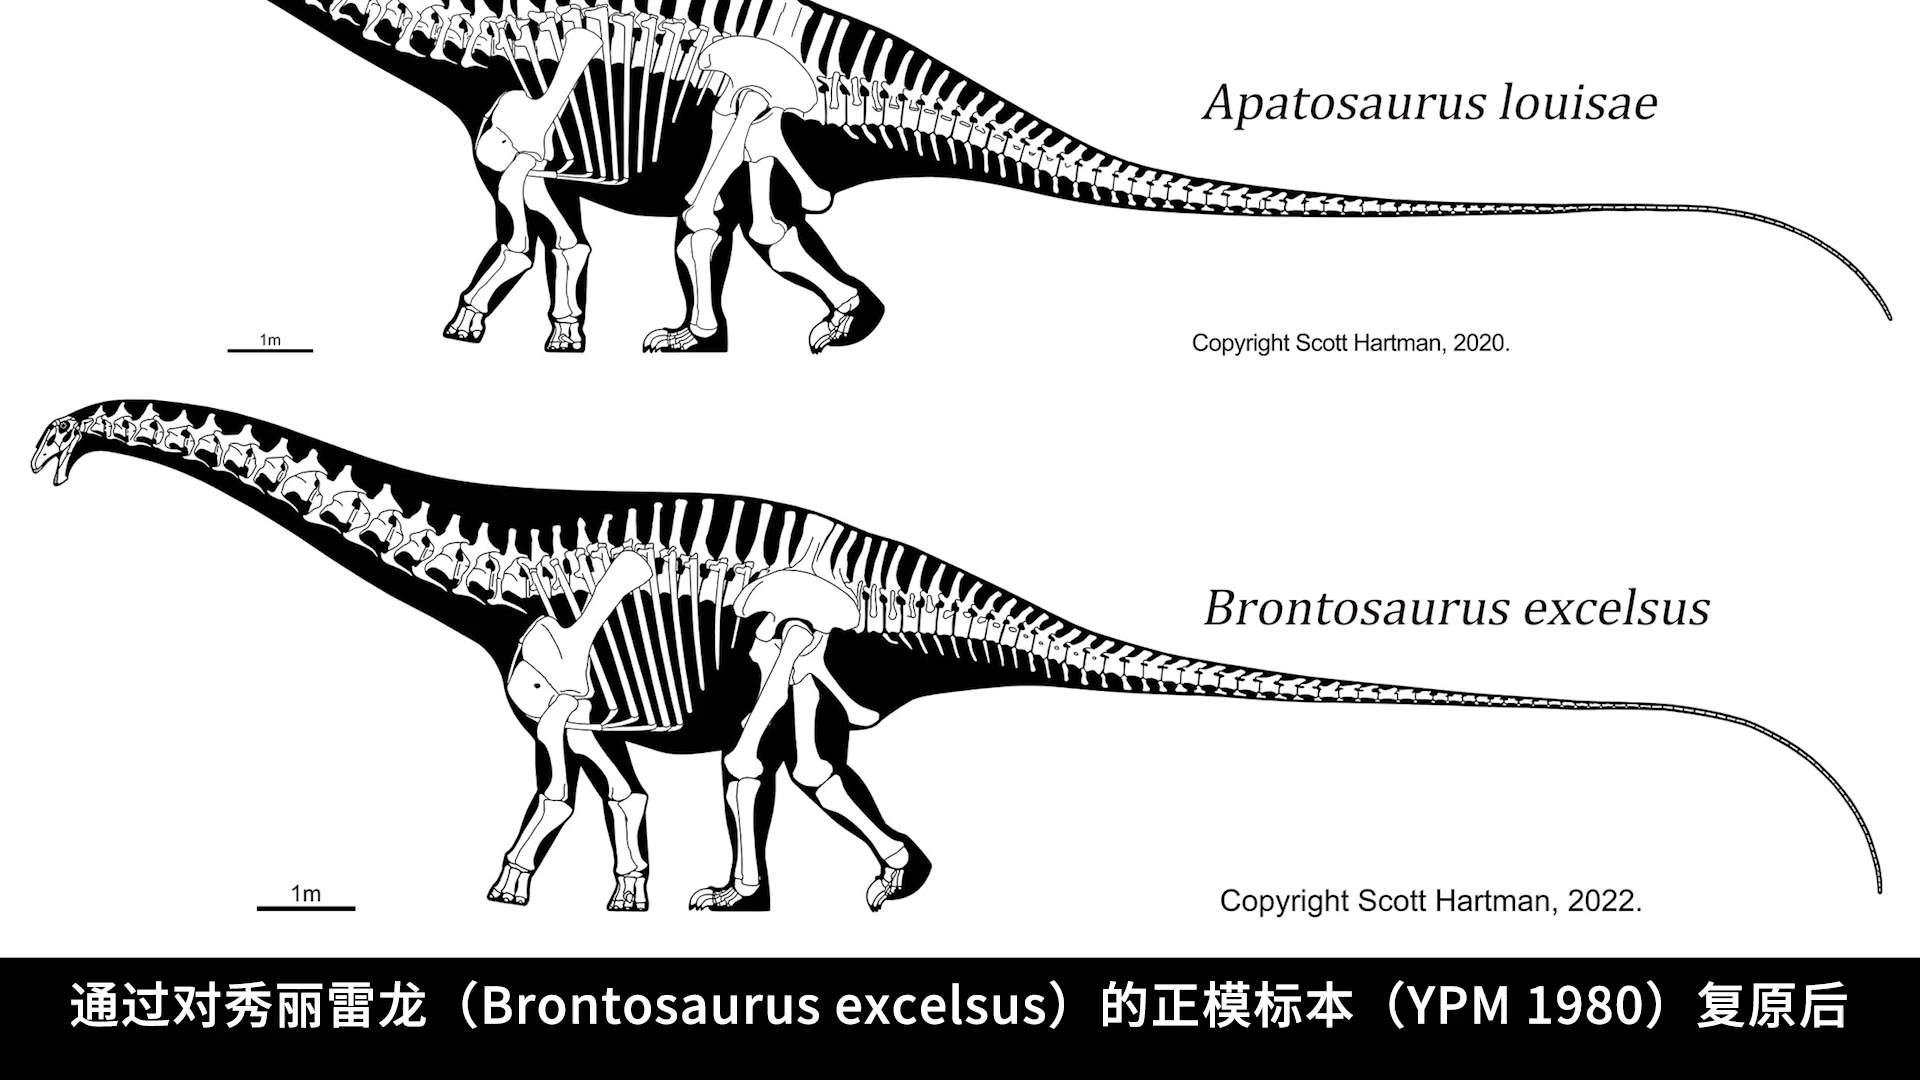 Apatosaurus louisae
1m
Copyright Scott Hartman, 2020.
Brontosaurus excelsus
1m
Copyright Scott Hartman, 2022.
通过对秀丽雷龙（Brontosaurus excelsus）的正模标本（YPM 1980）复原后